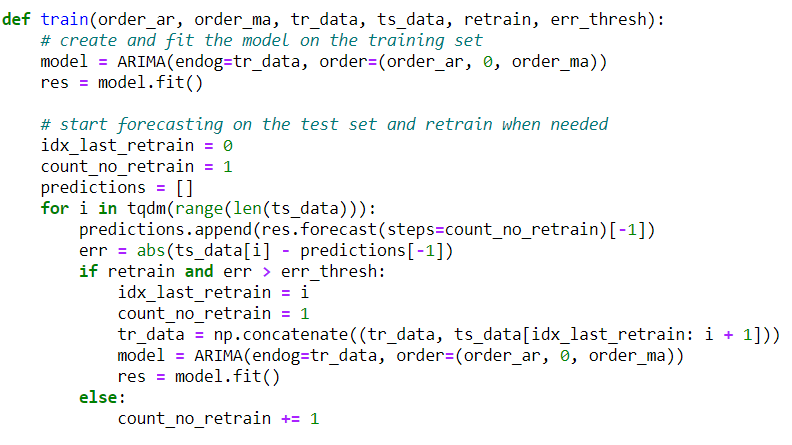 def train(order_ar, order_ma, tr_data, ts_data, retrain, err_thresh):
    # create and fit the model on the training set
    model = ARIMA(endog=tr_data, order=(order_ar, 0, order_ma))
    res = model.fit()

    # start forecasting on the test set and retrain when needed
    idx_last_retrain = 0
    count_no_retrain = 1
    predictions = []
    for i in tqdm(range(len(ts_data))):
        predictions.append(res.forecast(steps=count_no_retrain)[-1])
        err = abs(ts_data[i] - predictions[-1])
        if retrain and err > err_thresh:
            idx_last_retrain = i
            count_no_retrain = 1
            tr_data = np.concatenate((tr_data, ts_data[idx_last_retrain: i + 1]))
            model = ARIMA(endog=tr_data, order=(order_ar, 0, order_ma))
            res = model.fit()
        else:
            count_no_retrain += 1